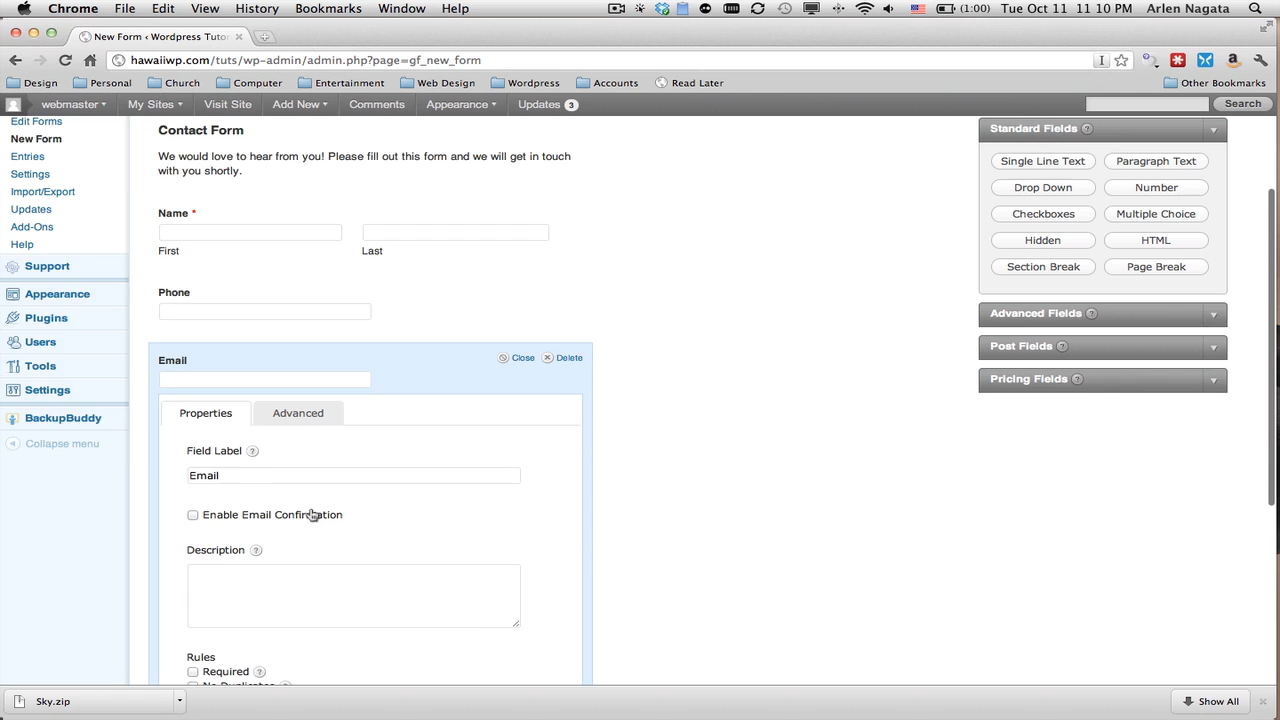 Chrome File Edit View History Bookmarks Window Help (1:00) Tue Oct 11 11:10 PM Arlen Nagata
New Form ‹ Wordpress Tutor
hawaiiwp.com/tuts/wp-admin/admin.php?page=gf_new_form
Design Personal Church Computer Entertainment Web Design Wordpress Accounts Read Later Other Bookmarks
webmaster My Sites Visit Site Add New Comments Appearance Updates 3 Search
Edit Forms
New Form
Entries
Settings
Import/Export
Updates
Add-Ons
Help
Support
Appearance
Plugins
Users
Tools
Settings
BackupBuddy
Collapse menu
Contact Form
We would love to hear from you! Please fill out this form and we will get in touch
with you shortly.
Name *
First Last
Phone
Email Close Delete
Properties Advanced
Field Label ?
Email
Enable Email Confirmation
Description ?
Rules
Required ?
No Duplicates
Standard Fields ?
Single Line Text Paragraph Text
Drop Down Number
Checkboxes Multiple Choice
Hidden HTML
Section Break Page Break
Advanced Fields ?
Post Fields ?
Pricing Fields ?
Sky.zip Show All